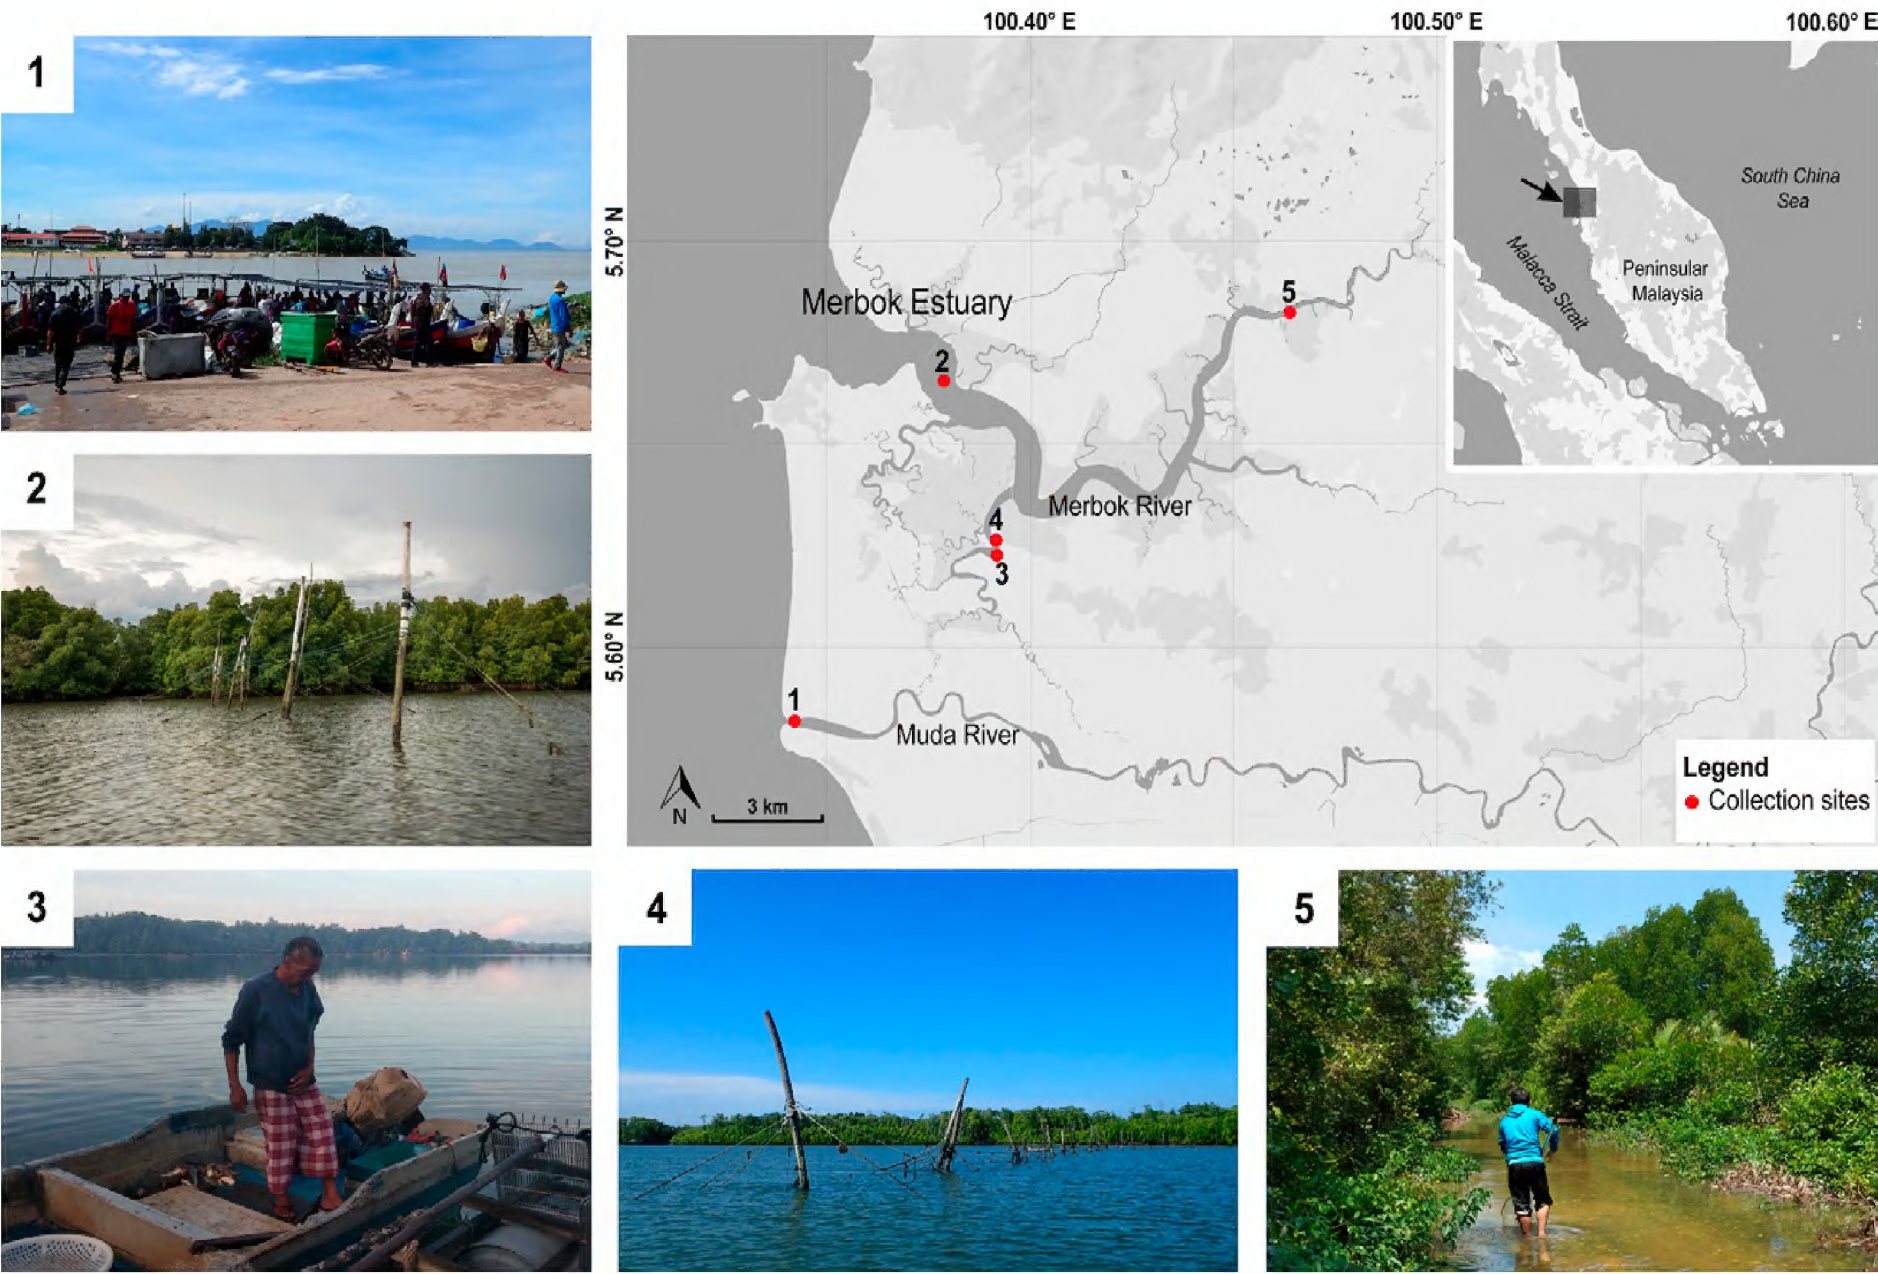 100.40° E
100.50° E
100.60° E
1
South China
Sea
5.70° N
Peninsular
Malaysia
Malacca Strait
Merbok Estuary
5
2
2
Merbok River
4
3
5.60° N
1
Muda River
Legend
Collection sites
3 km
N
3
4
5